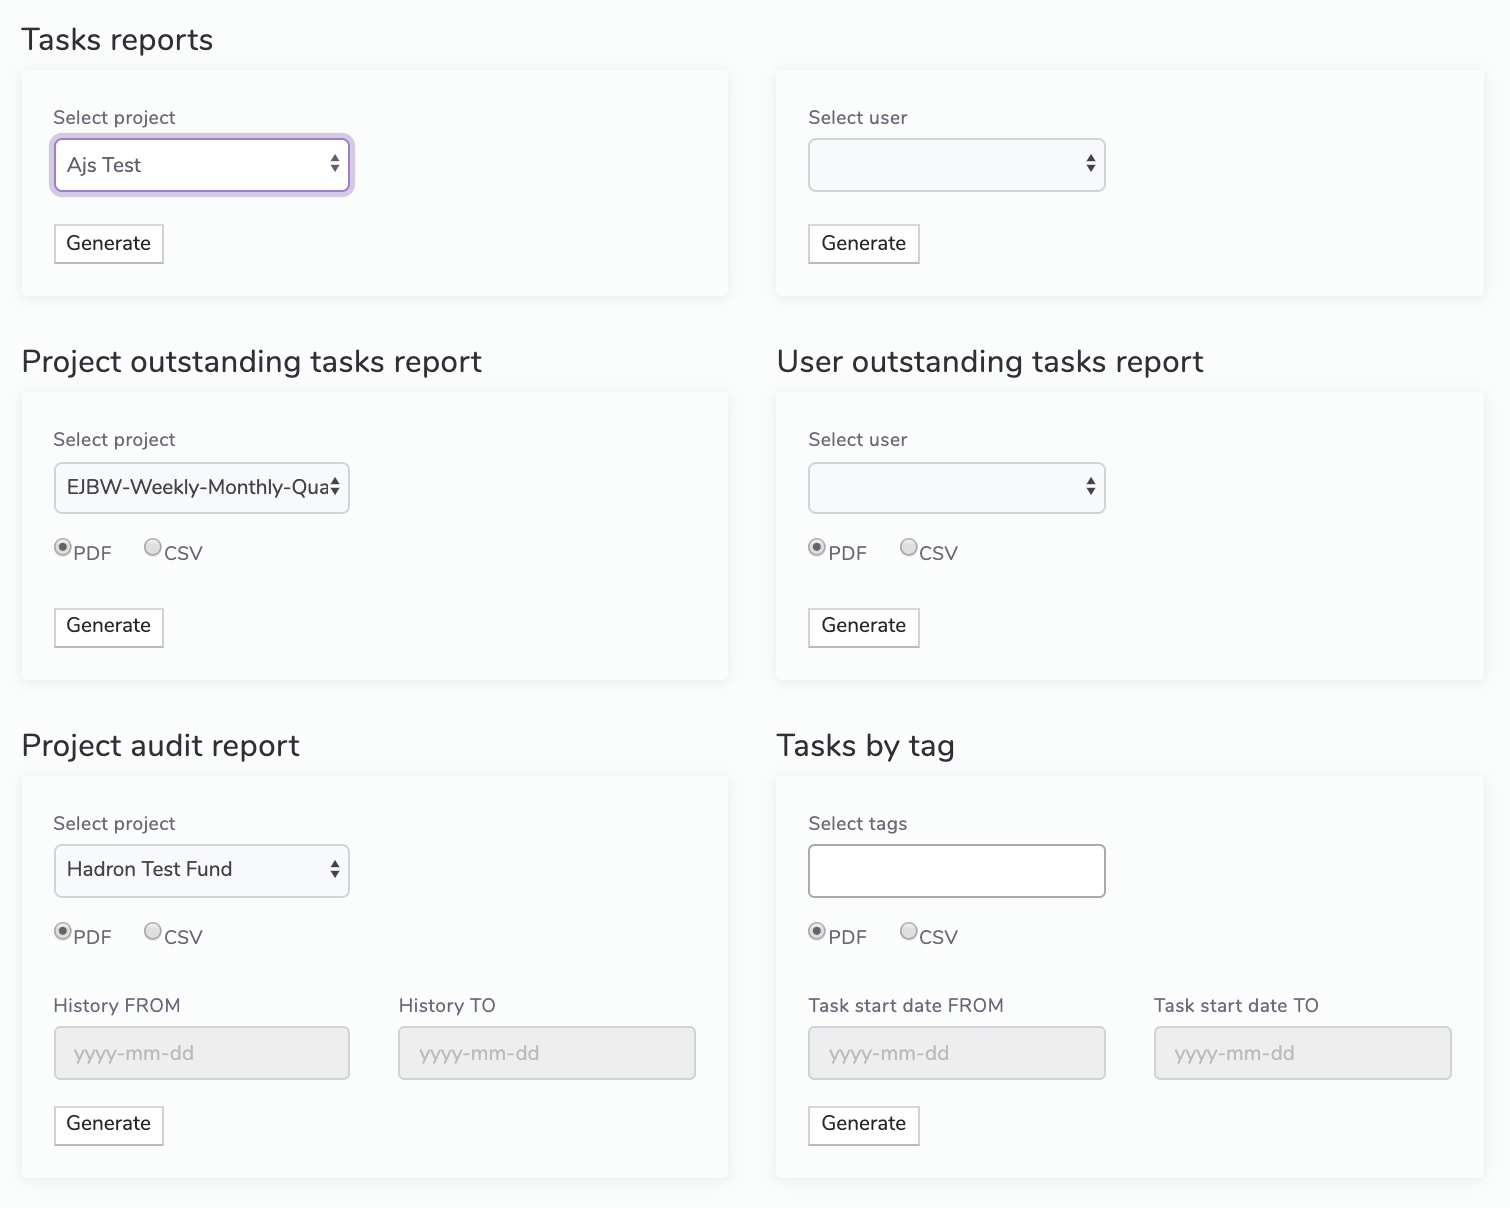 Tasks reports
Select project
Ajs Test
Generate
Select user
Generate
Project outstanding tasks report
Select project
EJBW-Weekly-Monthly-Qua
PDF CSV
Generate
User outstanding tasks report
Select user
PDF CSV
Generate
Project audit report
Select project
Hadron Test Fund
PDF CSV
History FROM History TO
yyyy-mm-dd yyyy-mm-dd
Generate
Tasks by tag
Select tags
PDF CSV
Task start date FROM Task start date TO
yyyy-mm-dd yyyy-mm-dd
Generate